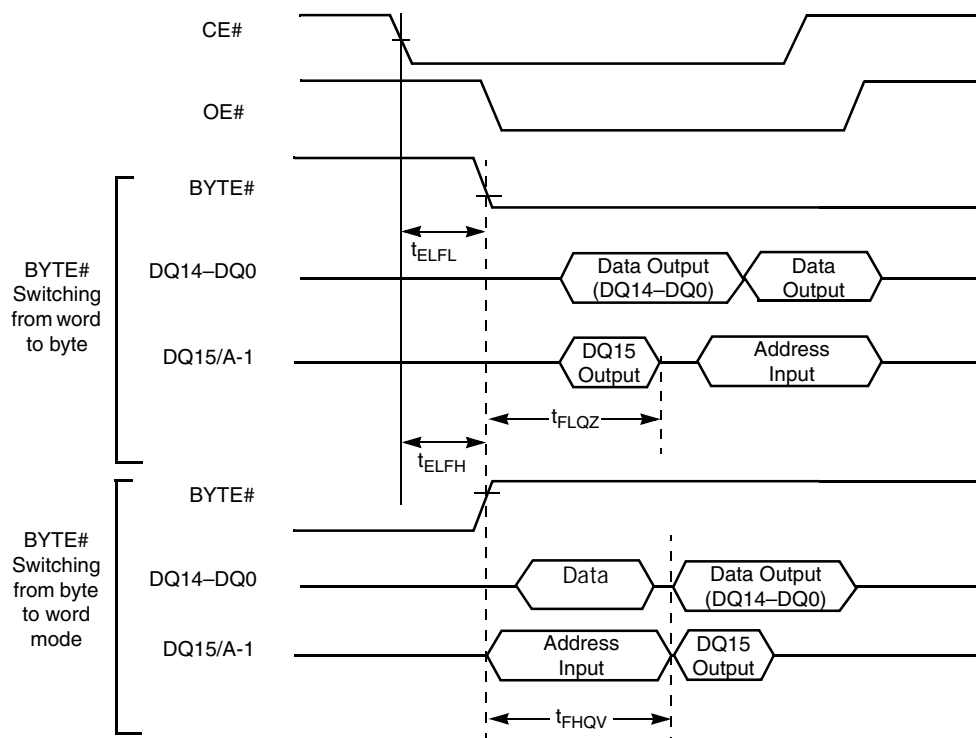 CE#
OE#
BYTE#
tELFL
BYTE#
Switching
from word
to byte
DQ14–DQ0
Data Output
(DQ14–DQ0)
Data
Output
DQ15/A-1
DQ15
Output
Address
Input
tFLQZ
tELFH
BYTE#
BYTE#
Switching
from byte
to word
mode
DQ14–DQ0
Data
Data Output
(DQ14–DQ0)
DQ15/A-1
Address
Input
DQ15
Output
tFHQV